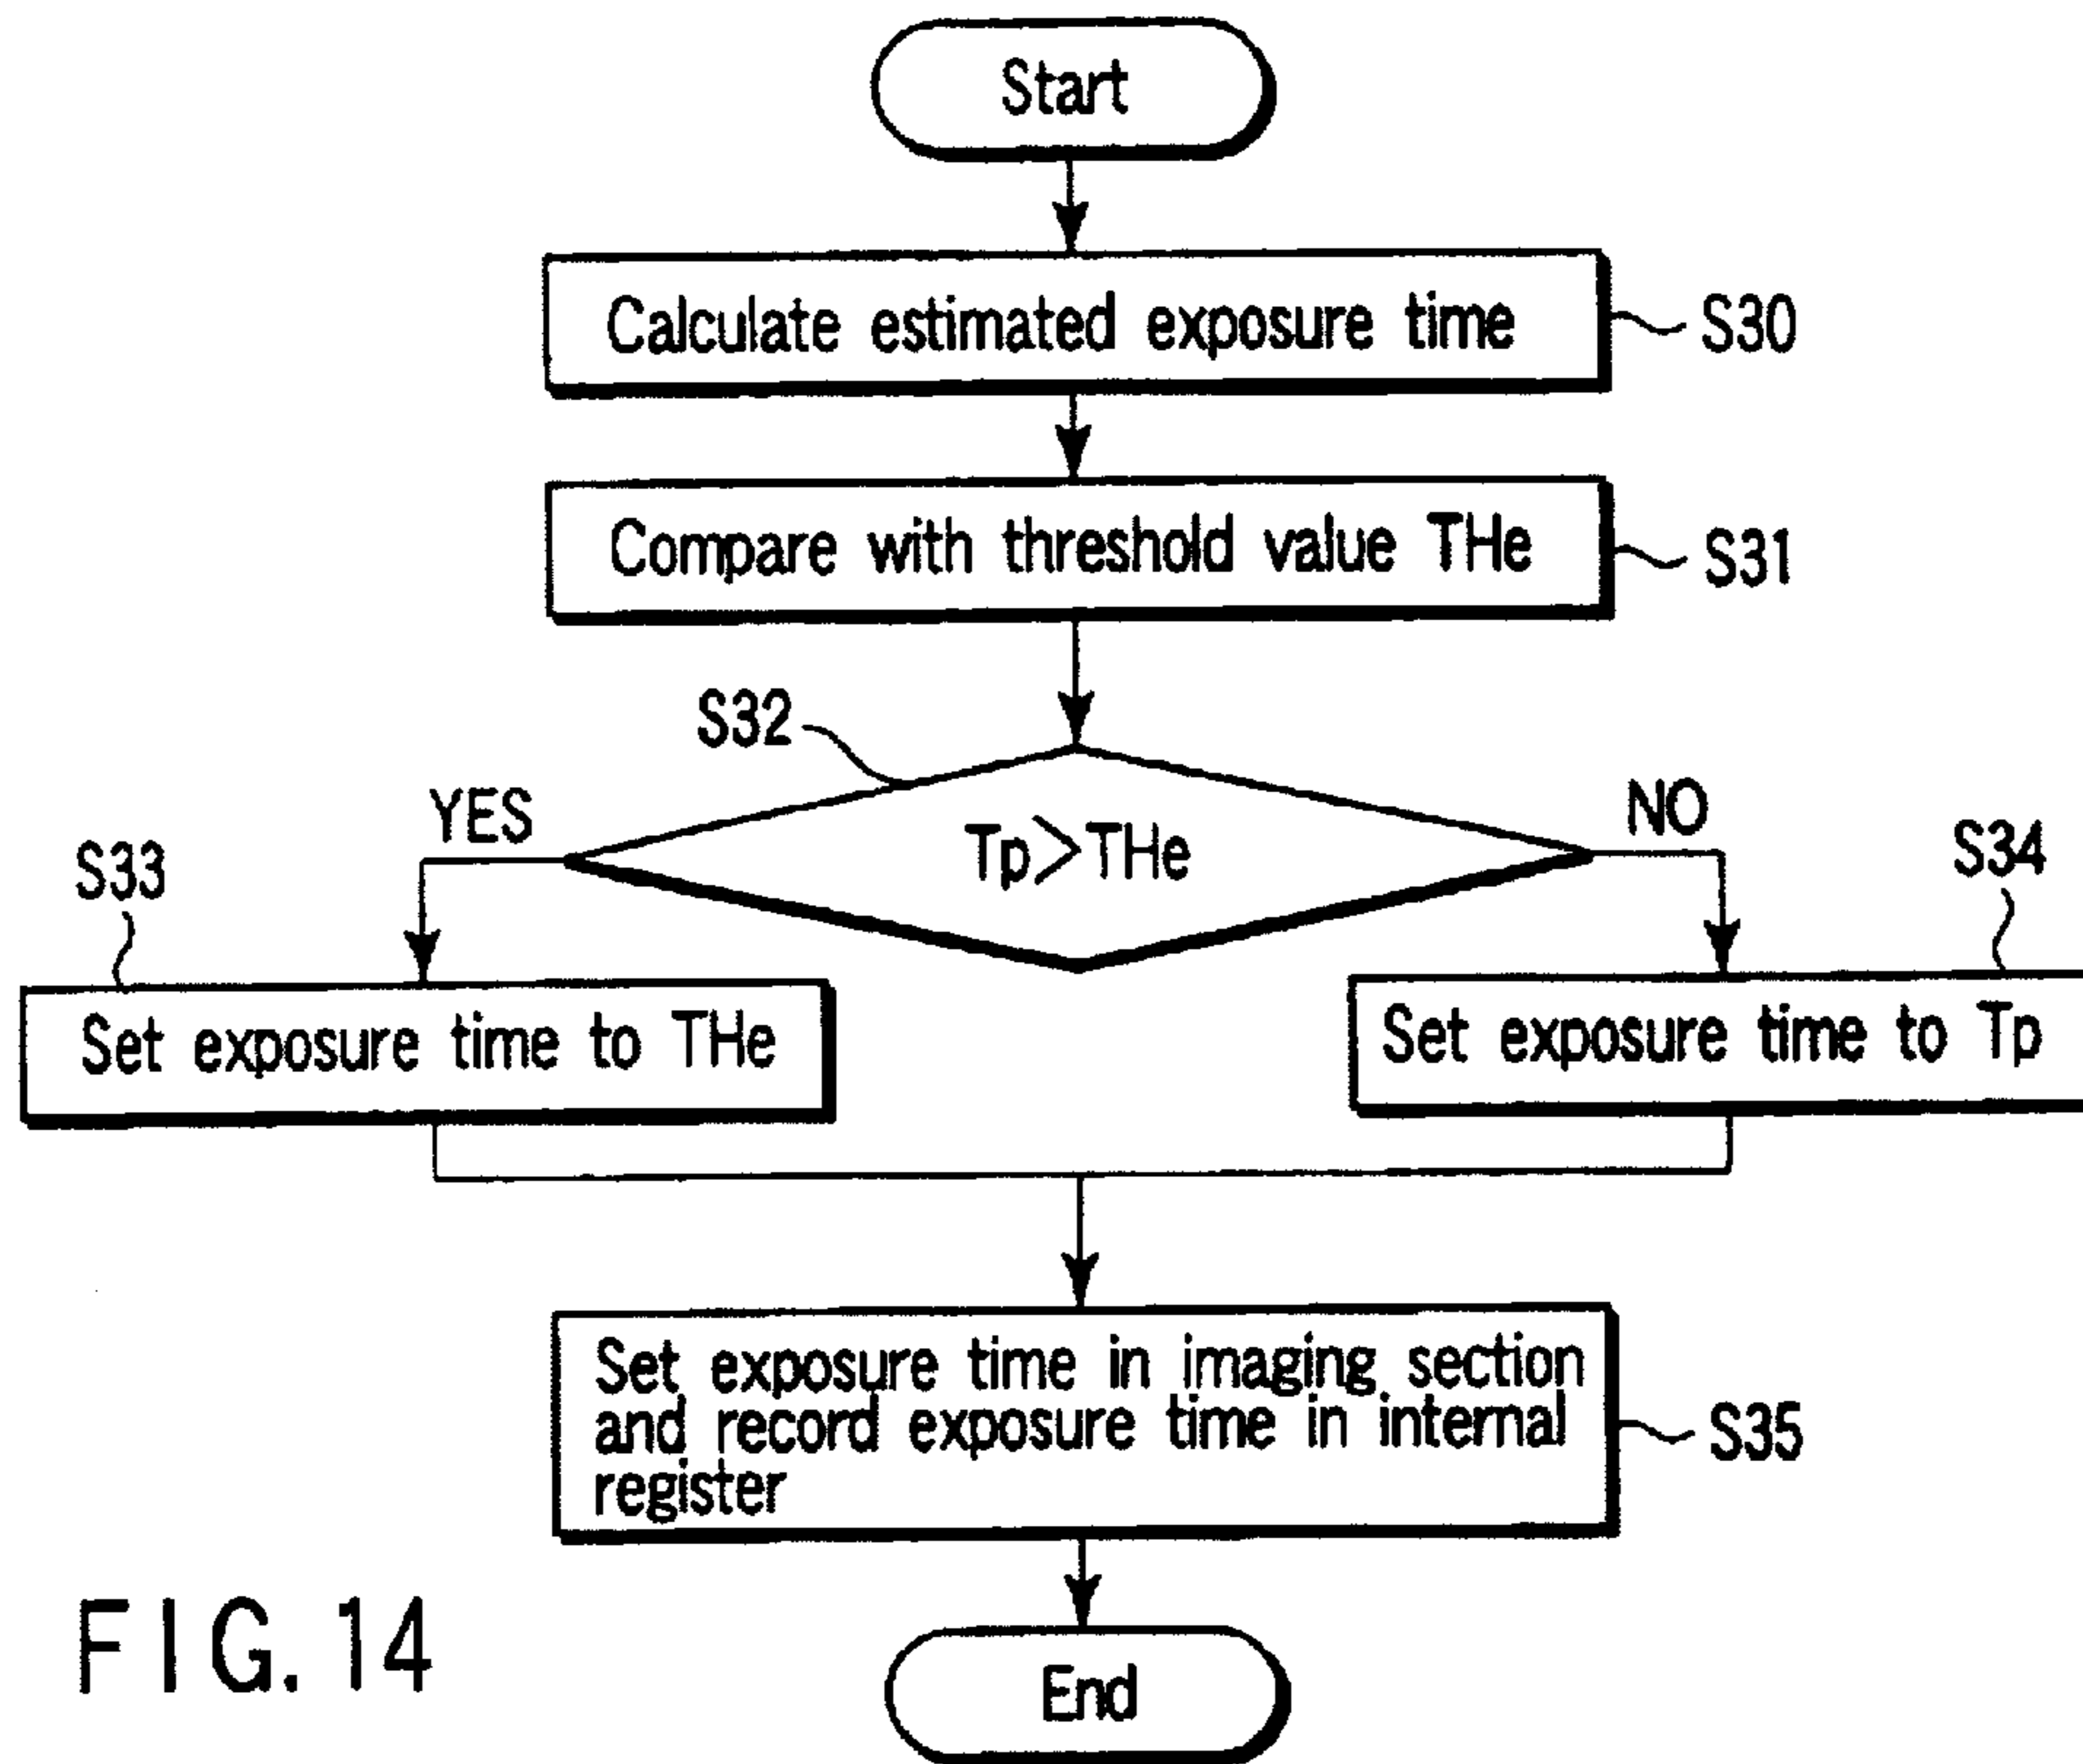 Start
Calculate estimated exposure time
S30
Compare with threshold value THe
S31
S32
YES
Tp>THe
NO
S33
S34
Set exposure time to THe
Set exposure time to Tp
Set exposure time in imaging section
and record exposure time in internal
register
S35
End
FIG. 14